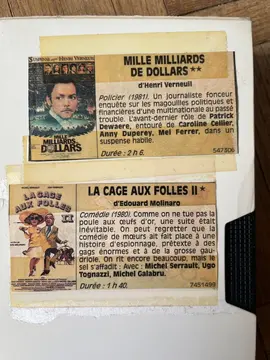 MILLE MILLIARDS
DE DOLLARS **
d'Henri Verneuil
Policier (1981). Un journaliste fonceur
enquête sur les magouilles politiques et
financières d'une multinationale au passé
trouble. L'avant-dernier rôle de Patrick
Dewaere, entouré de Caroline Cellier,
Anny Duperey, Mel Ferrer, dans un
suspense habile.
Durée : 2 h 6.
547306
MILLE
MILLIARDS
DOLLARS
LA CAGE AUX FOLLES II *
d'Edouard Molinaro
Comédie (1980). Comme on ne tue pas la
poule aux œufs d'or, une suite était
inévitable. On peut regretter que la
comédie de mœurs ait fait place à une
histoire d'espionnage, prétexte à des
gags énormes et à de la grosse gau-
driole. On rit encore beaucoup, mais le
sel s'affadit : Avec : Michel Serrault, Ugo
Tognazzi, Michel Galabru.
Durée : 1 h 40.
7451499
LA CAGE
AUX FOLLES
II